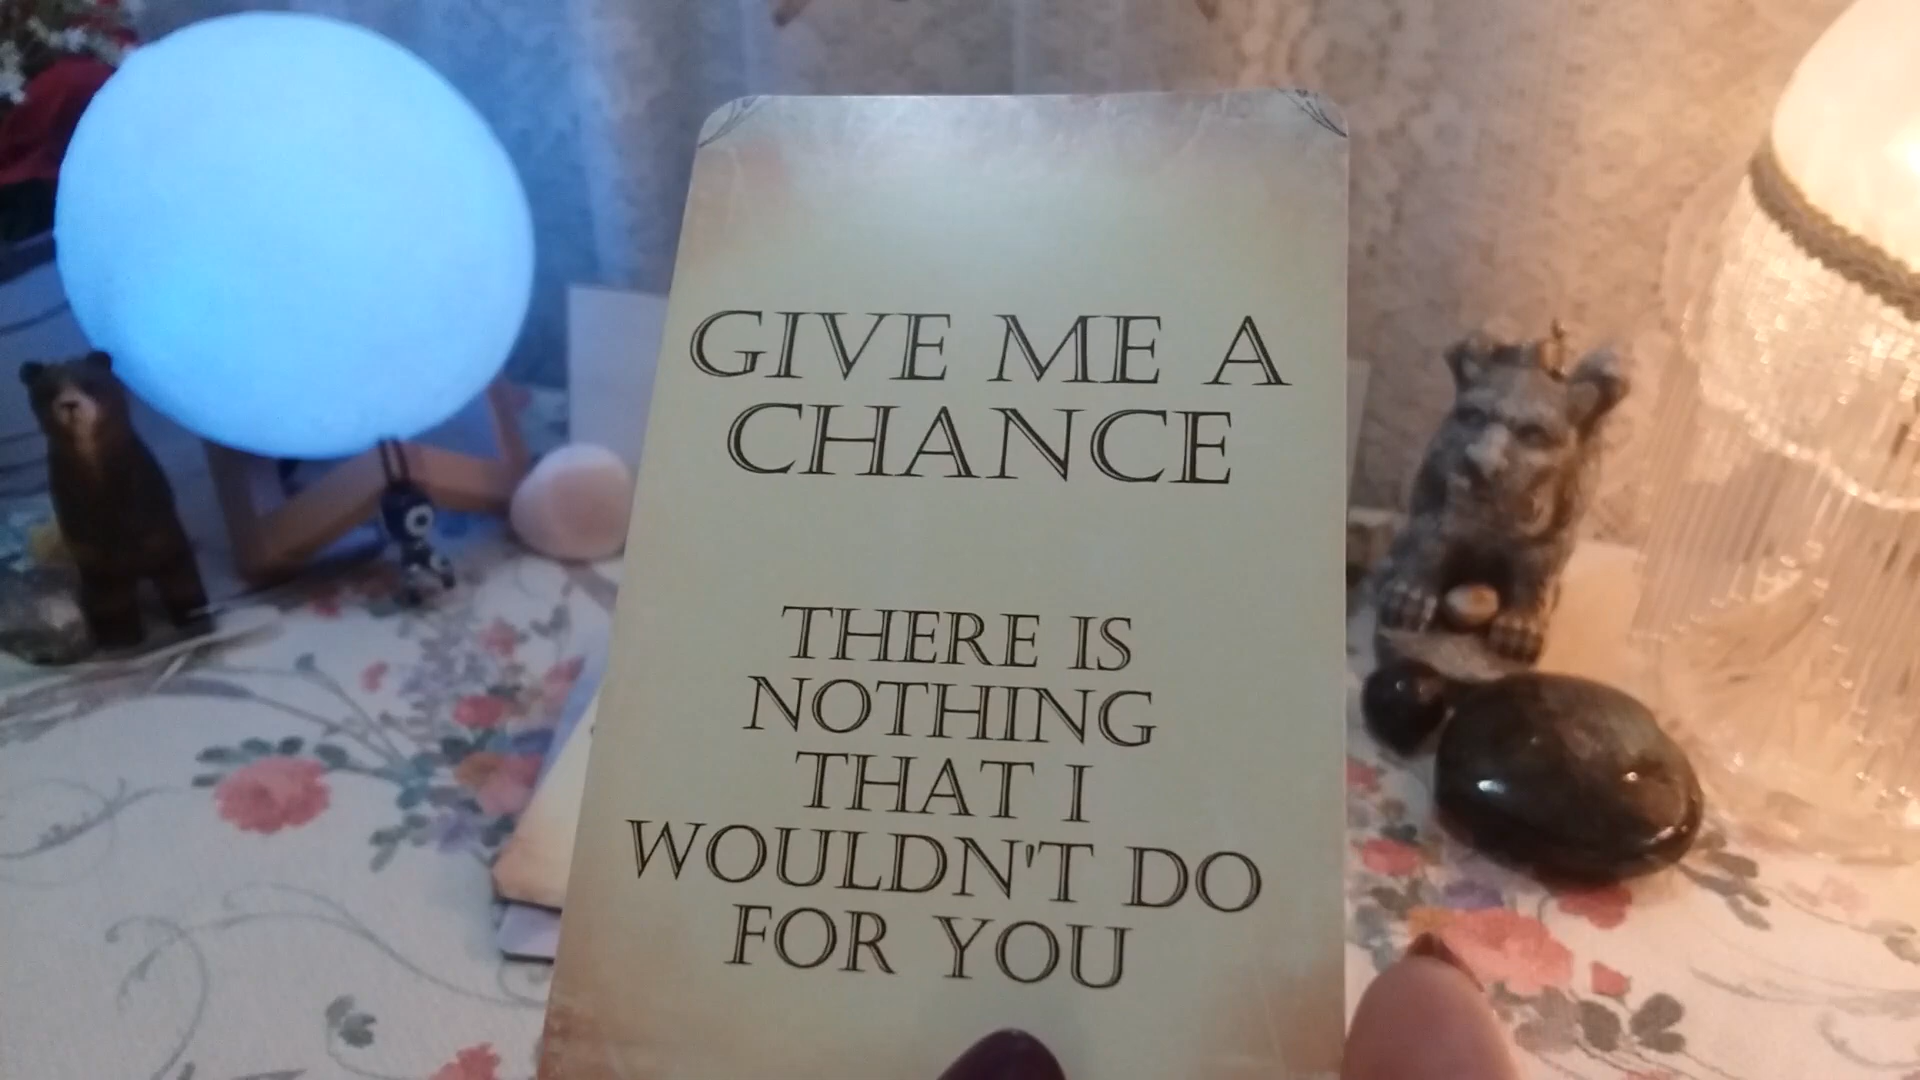 GIVE ME A
CHANCE
THERE IS
NOTHING
THAT I
WOULDN'T DO
FOR YOU